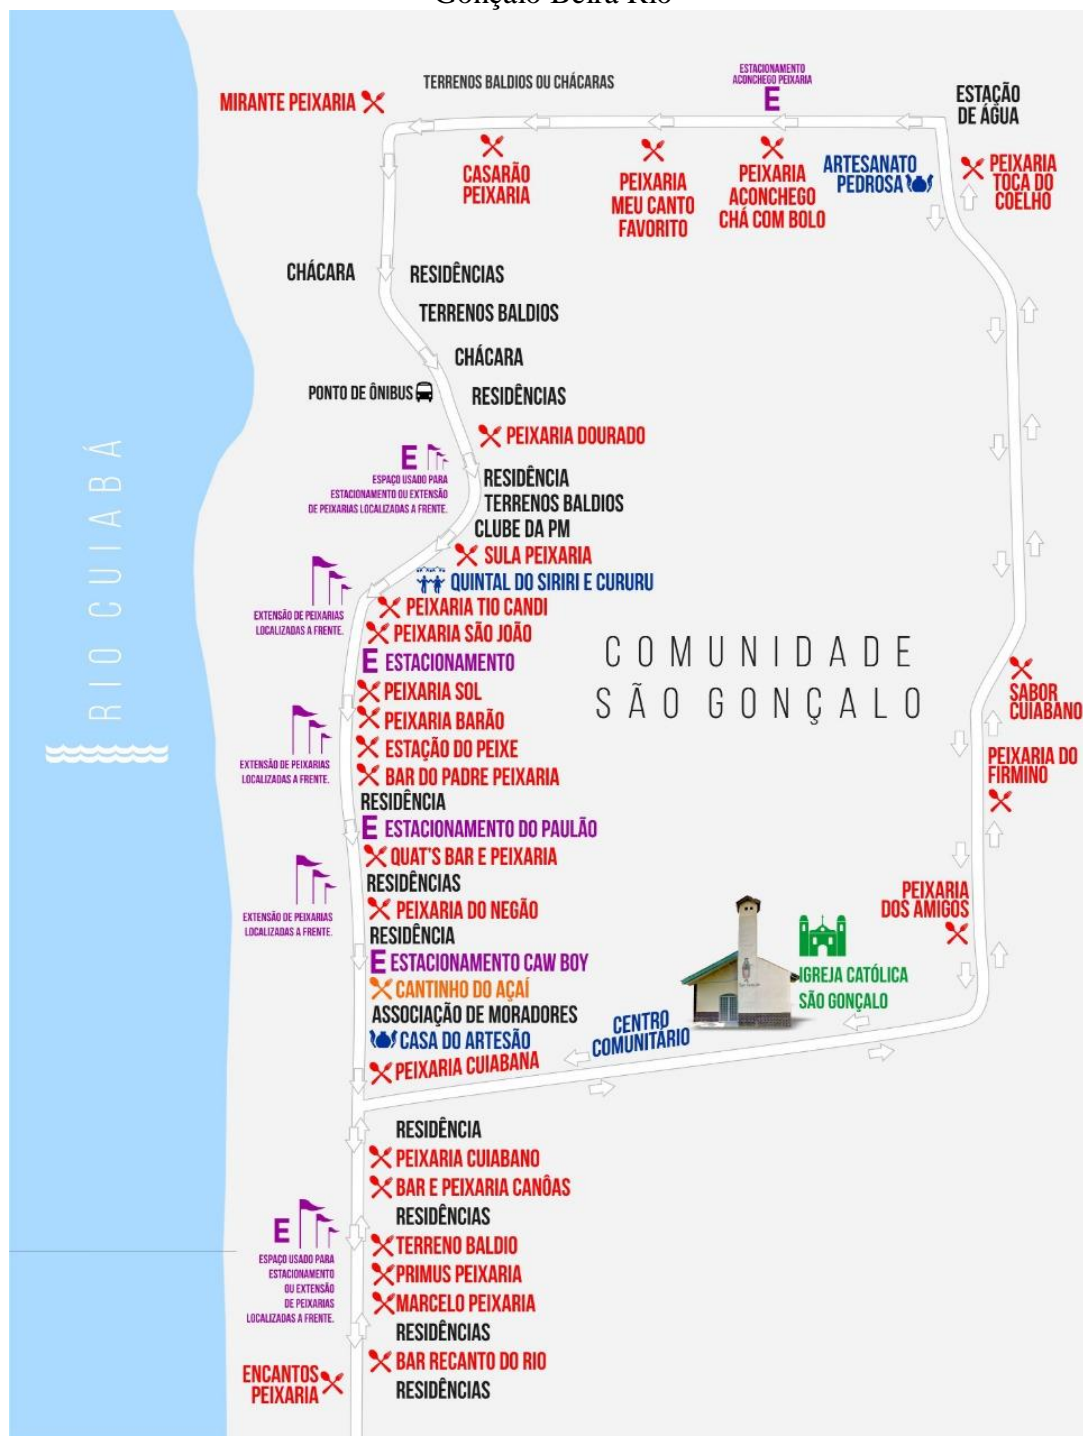 Gonçalo Beira Rio
ESTACIONAMENTO
ACONCHEGO PEIXARIA
E
TERRENOS BALDIOS OU CHÁCARAS
MIRANTE PEIXARIA
ESTAÇÃO
DE ÁGUA
CASARÃO
PEIXARIA
PEIXARIA
MEU CANTO
FAVORITO
PEIXARIA
ACONCHEGO
CHÁ COM BOLO
ARTESANATO
PEDROSA
PEIXARIA
TOCA DO
COELHO
CHÁCARA
RESIDÊNCIAS
TERRENOS BALDIOS
CHÁCARA
PONTO DE ÔNIBUS
RESIDÊNCIAS
PEIXARIA DOURADO
E
ESPAÇO USADO PARA
ESTACIONAMENTO OU EXTENSÃO
DE PEIXARIAS LOCALIZADAS A FRENTE.
RESIDÊNCIA
TERRENOS BALDIOS
CLUBE DA PM
SULA PEIXARIA
QUINTAL DO SIRIRI E CURURU
EXTENSÃO DE PEIXARIAS
LOCALIZADAS A FRENTE.
PEIXARIA TIO CANDI
PEIXARIA SÃO JOÃO
E ESTACIONAMENTO
PEIXARIA SOL
PEIXARIA BARÃO
ESTAÇÃO DO PEIXE
BAR DO PADRE PEIXARIA
EXTENSÃO DE PEIXARIAS
LOCALIZADAS A FRENTE.
RIO CUIABÁ
COMUNIDADE
SÃO GONÇALO
SABOR
CUIABANO
PEIXARIA DO
FIRMINO
RESIDÊNCIA
E ESTACIONAMENTO DO PAULÃO
QUAT'S BAR E PEIXARIA
RESIDÊNCIAS
PEIXARIA DO NEGÃO
EXTENSÃO DE PEIXARIAS
LOCALIZADAS A FRENTE.
RESIDÊNCIA
E ESTACIONAMENTO CAW BOY
CANTINHO DO AÇAÍ
ASSOCIAÇÃO DE MORADORES
CASA DO ARTESÃO
PEIXARIA CUIABANA
PEIXARIA
DOS AMIGOS
IGREJA CATÓLICA
SÃO GONÇALO
CENTRO
COMUNITÁRIO
RESIDÊNCIA
PEIXARIA CUIABANO
BAR E PEIXARIA CANÔAS
RESIDÊNCIAS
TERRENO BALDIO
PRIMUS PEIXARIA
MARCELO PEIXARIA
RESIDÊNCIAS
BAR RECANTO DO RIO
RESIDÊNCIAS
E
ESPAÇO USADO PARA
ESTACIONAMENTO
OU EXTENSÃO
DE PEIXARIAS
LOCALIZADAS A FRENTE.
ENCANTOS
PEIXARIA